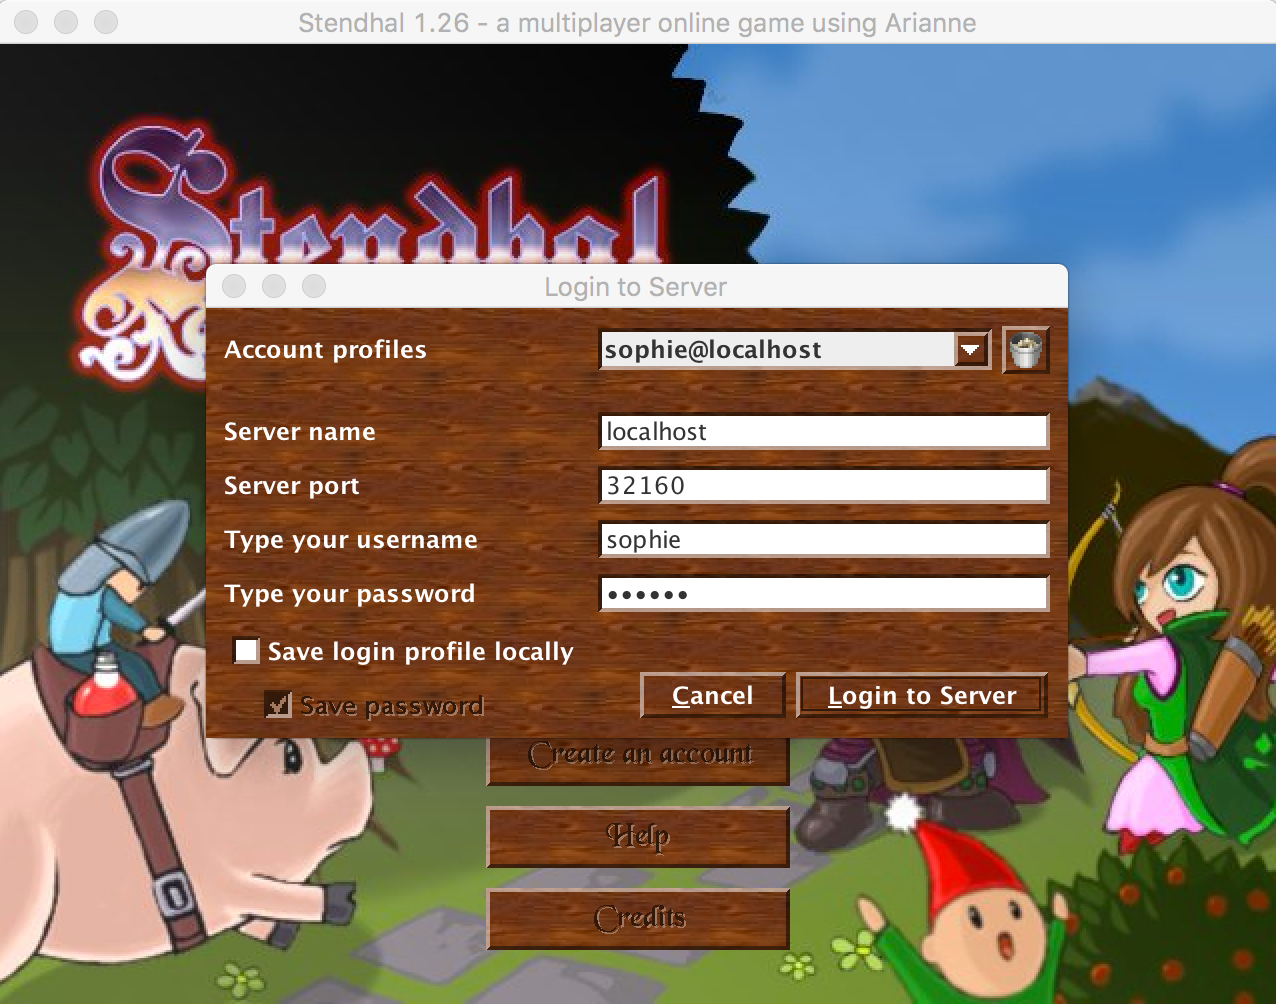 Stendhal 1.26 - a multiplayer online game using Arianne
Stendhal
Login to Server
Account profiles
sophie@localhost
Server name
localhost
Server port
32160
Type your username
sophie
Type your password
••••••
Save login profile locally
Save password
Cancel
Login to Server
Create an account
Help
Credits